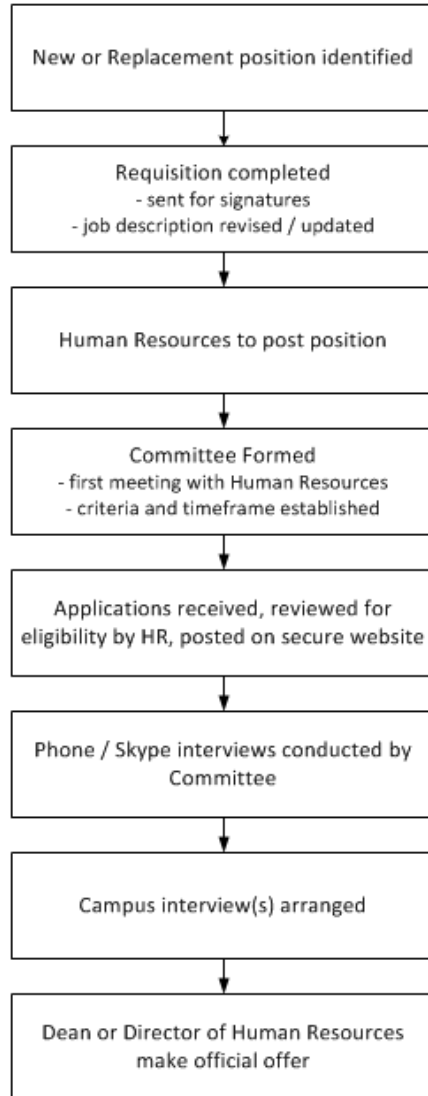 New or Replacement position identified
Requisition completed
- sent for signatures
- job description revised / updated
Human Resources to post position
Committee Formed
- first meeting with Human Resources
- criteria and timeframe established
Applications received, reviewed for
eligibility by HR, posted on secure website
Phone / Skype interviews conducted by
Committee
Campus interview(s) arranged
Dean or Director of Human Resources
make official offer